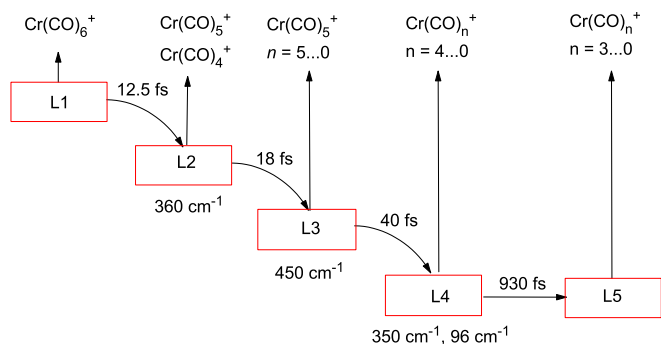 Cr(CO)₆⁺
Cr(CO)₅⁺
Cr(CO)₄⁺
Cr(CO)₅⁺
n = 5...0
Cr(CO)ₙ⁺
n = 4...0
Cr(CO)ₙ⁺
n = 3...0
L1
12.5 fs
L2
360 cm⁻¹
18 fs
L3
450 cm⁻¹
40 fs
L4
350 cm⁻¹, 96 cm⁻¹
930 fs
L5